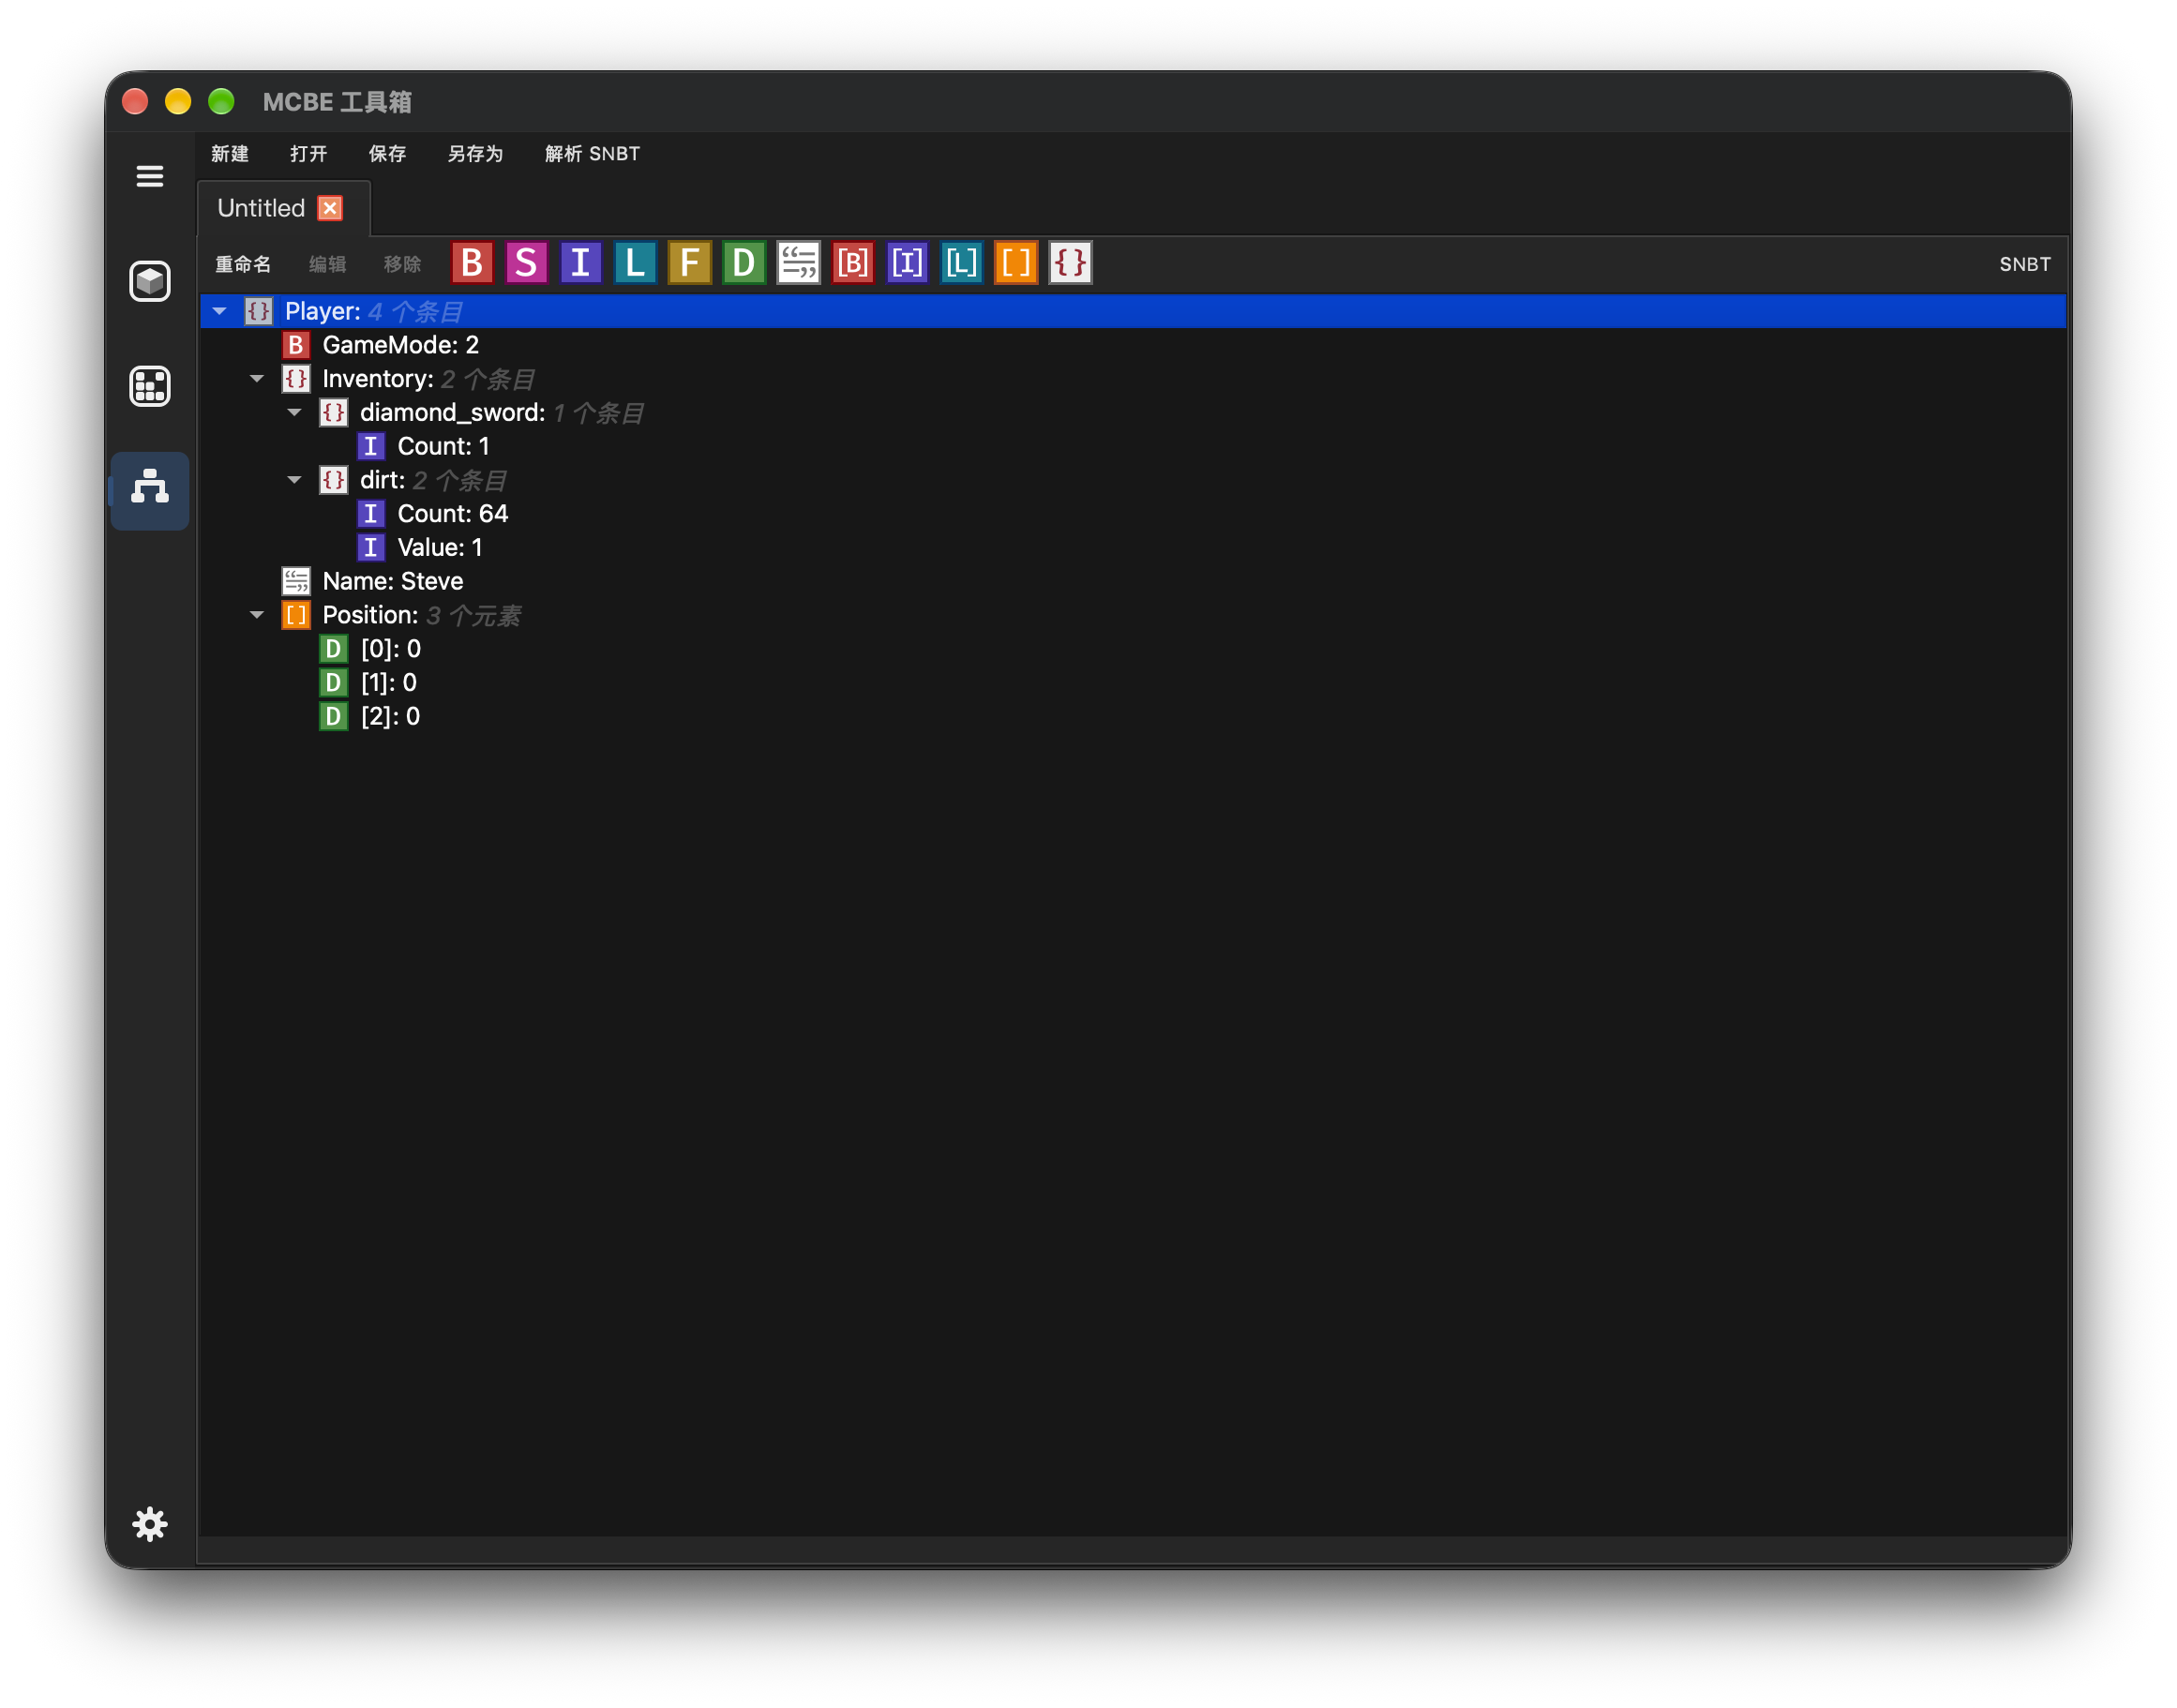 MCBE 工具箱
新建 打开 保存 另存为 解析 SNBT
Untitled
重命名 编辑 移除 B S I L F D [B] [I] [L] [ ] { } SNBT
{ } Player: 4 个条目
B GameMode: 2
{ } Inventory: 2 个条目
{ } diamond_sword: 1 个条目
I Count: 1
{ } dirt: 2 个条目
I Count: 64
I Value: 1
Name: Steve
[ ] Position: 3 个元素
D [0]: 0
D [1]: 0
D [2]: 0